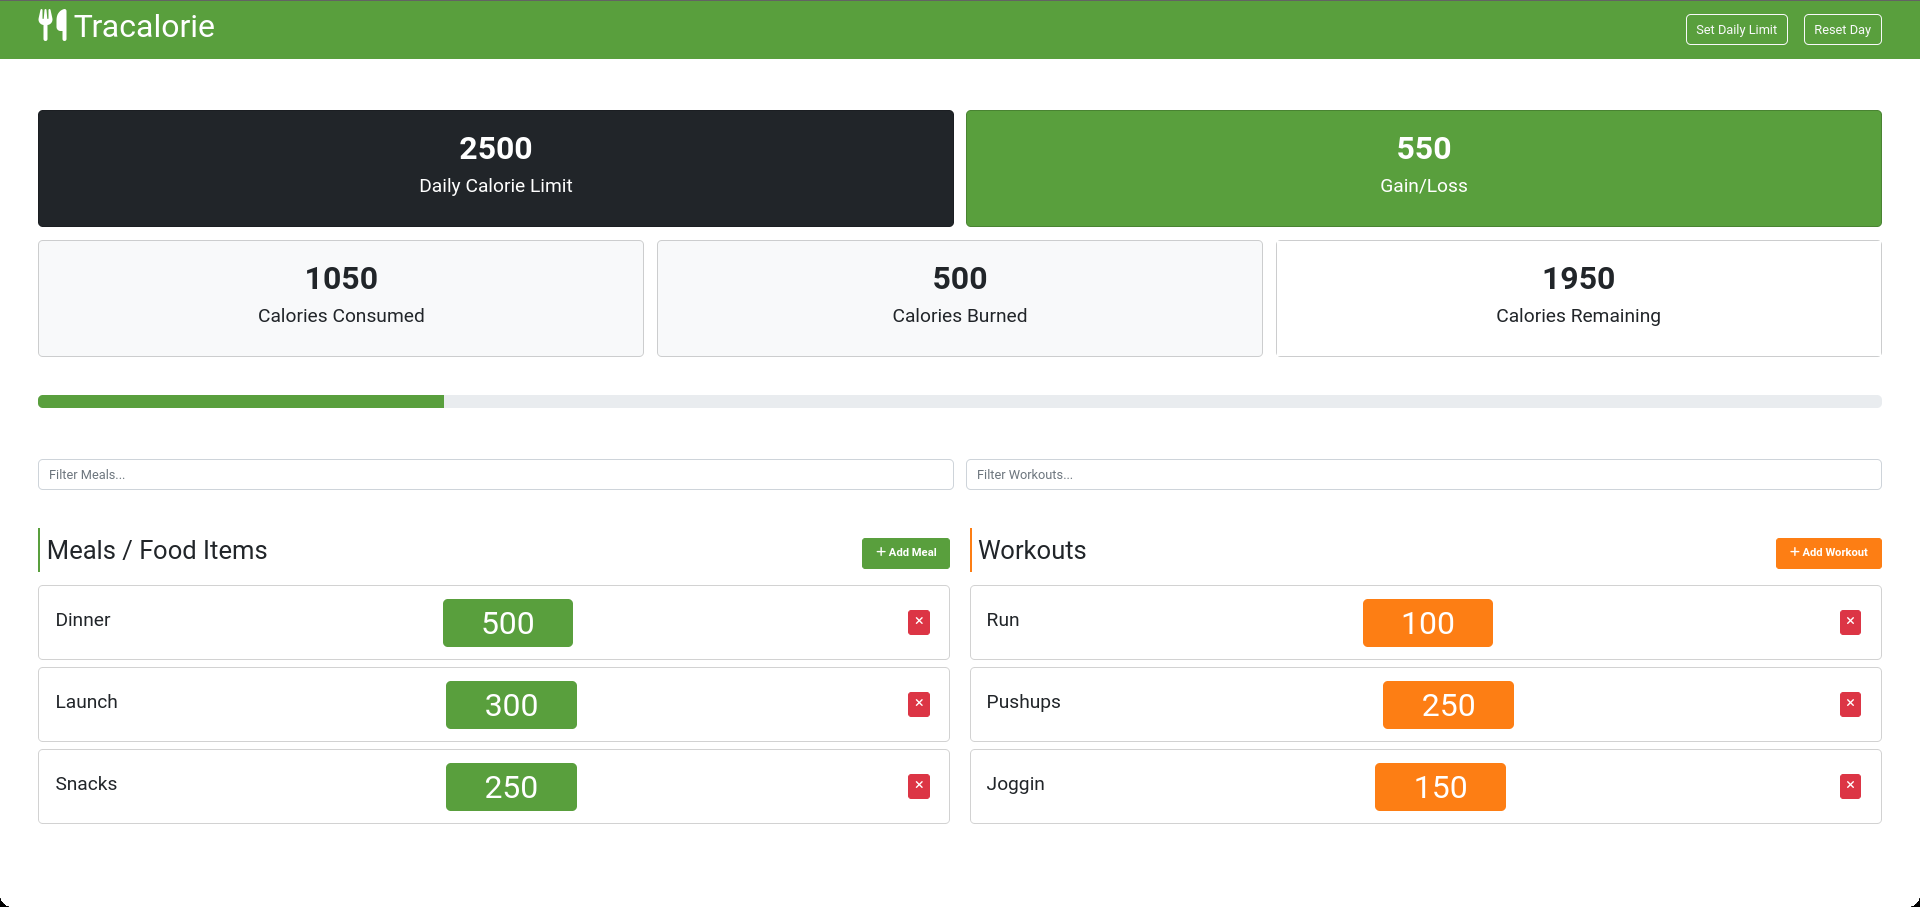 Tracalorie
Set Daily Limit
Reset Day
2500
Daily Calorie Limit
550
Gain/Loss
1050
Calories Consumed
500
Calories Burned
1950
Calories Remaining
Filter Meals...
Filter Workouts...
Meals / Food Items
+ Add Meal
Dinner
500
×
Launch
300
×
Snacks
250
×
Workouts
+ Add Workout
Run
100
×
Pushups
250
×
Joggin
150
×